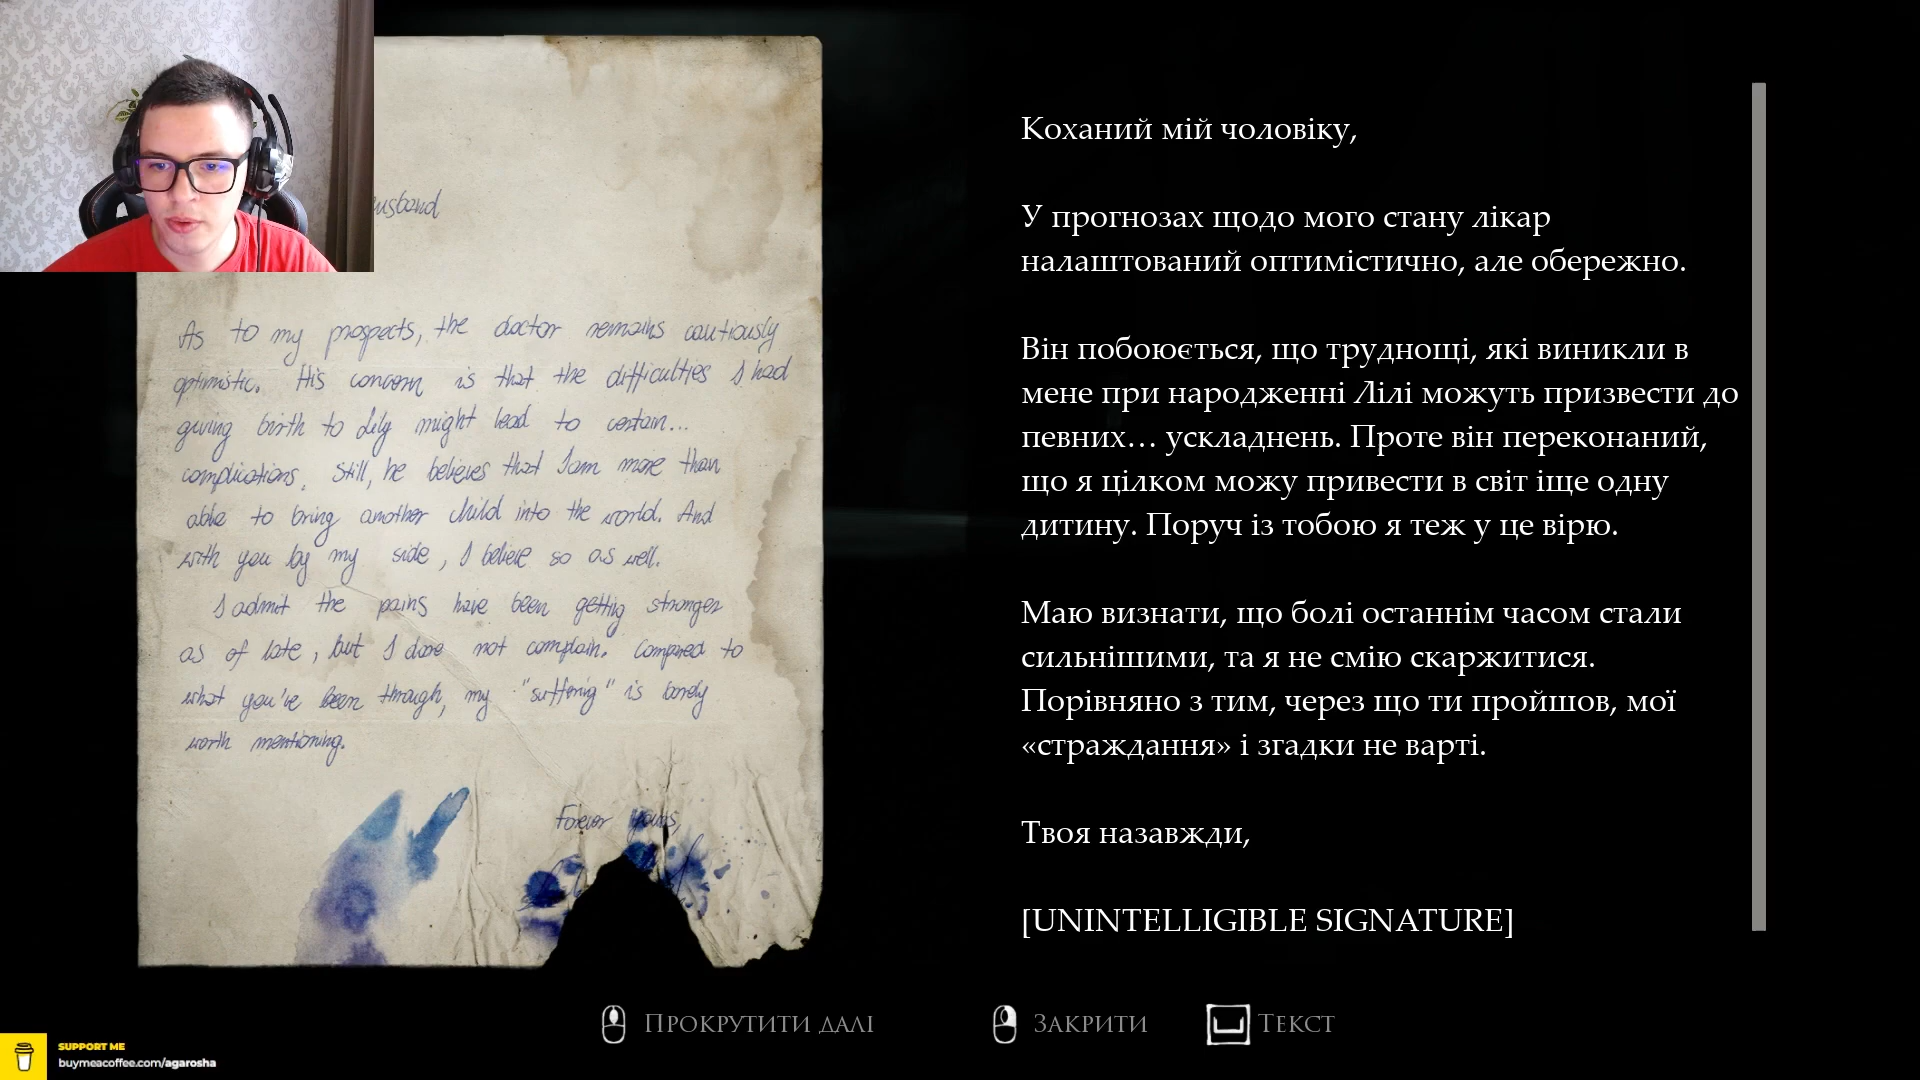 usband
As to my prospects, the doctor remains cautiously
optimistic. His concern is that the difficulties I had
giving birth to Lily might lead to certain...
complications. Still, he believes that I am more than
able to bring another child into the world. And
with you by my side, I believe so as well.
I admit the pains have been getting stronger
as of late, but I dare not complain. Compared to
what you've been through, my "suffering" is barely
worth mentioning.
Forever yours,
Коханий мій чоловіку,
У прогнозах щодо мого стану лікар
налаштований оптимістично, але обережно.
Він побоюється, що труднощі, які виникли в
мене при народженні Лілі можуть призвести до
певних... ускладнень. Проте він переконаний,
що я цілком можу привести в світ іще одну
дитину. Поруч із тобою я теж у це вірю.
Маю визнати, що болі останнім часом стали
сильнішими, та я не смію скаржитися.
Порівняно з тим, через що ти пройшов, мої
«страждання» і згадки не варті.
Твоя назавжди,
[UNINTELLIGIBLE SIGNATURE]
Прокрутити далі
Закрити
Текст
SUPPORT ME
buymeacoffee.com/agarosha